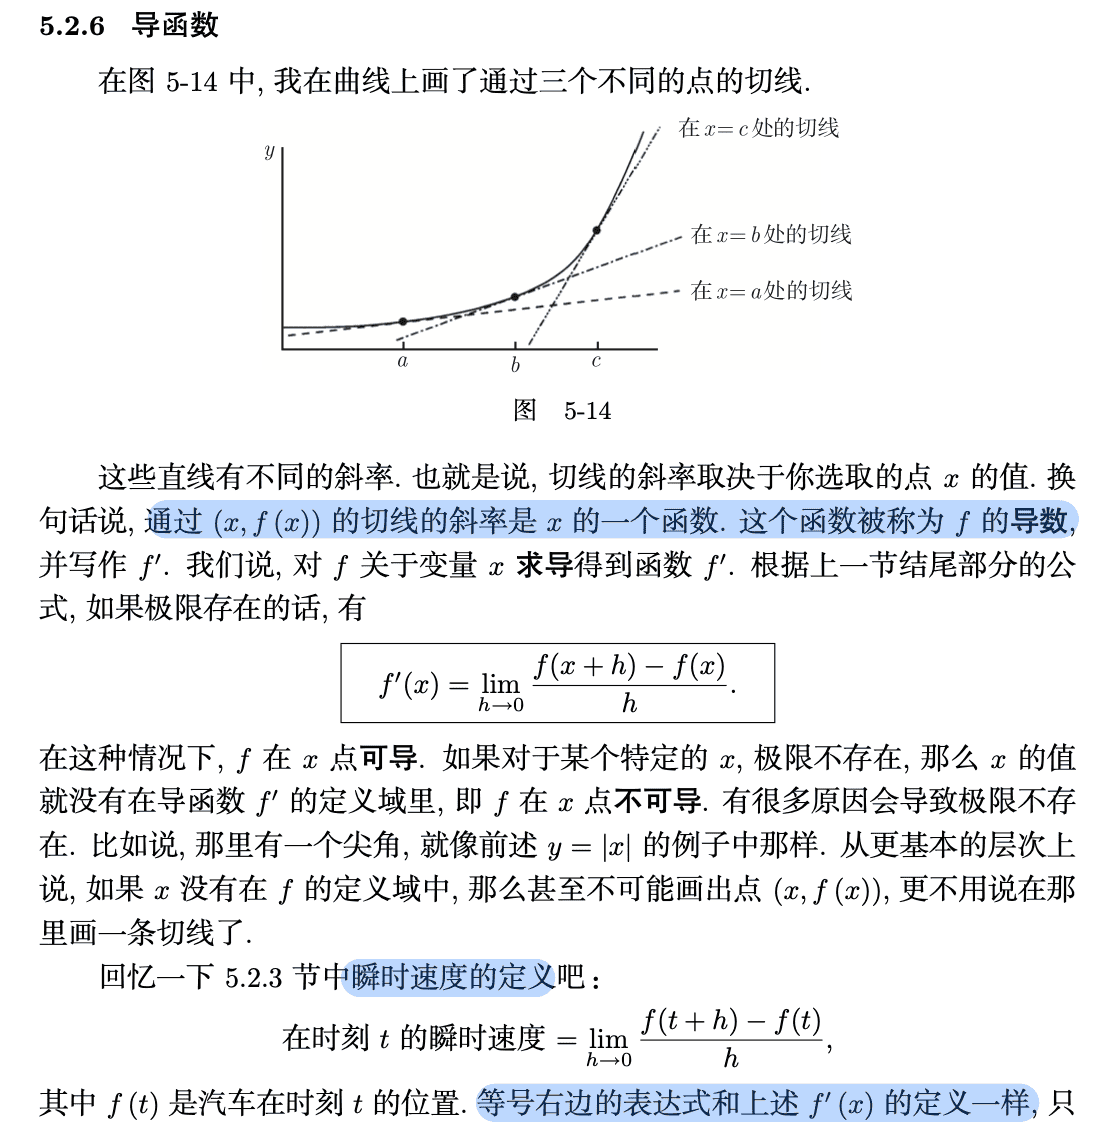 5.2.6 导函数
在图 5-14 中, 我在曲线上画了通过三个不同的点的切线.
在 x=c 处的切线
y
在 x=b 处的切线
在 x=a 处的切线
a
b
c
图 5-14
这些直线有不同的斜率. 也就是说, 切线的斜率取决于你选取的点 x 的值. 换
句话说, 通过 (x, f (x)) 的切线的斜率是 x 的一个函数. 这个函数被称为 f 的导数,
并写作 f′. 我们说, 对 f 关于变量 x 求导得到函数 f′. 根据上一节结尾部分的公
式, 如果极限存在的话, 有
f′(x) = lim_{h→0} \frac{f(x + h) − f(x)}{h}.
在这种情况下, f 在 x 点可导. 如果对于某个特定的 x, 极限不存在, 那么 x 的值
就没有在导函数 f′ 的定义域里, 即 f 在 x 点不可导. 有很多原因会导致极限不存
在. 比如说, 那里有一个尖角, 就像前述 y = |x| 的例子中那样. 从更基本的层次上
说, 如果 x 没有在 f 的定义域中, 那么甚至不可能画出点 (x, f (x)), 更不用说在那
里画一条切线了.
回忆一下 5.2.3 节中瞬时速度的定义吧：
在时刻 t 的瞬时速度 = lim_{h→0} \frac{f(t + h) − f(t)}{h},
其中 f (t) 是汽车在时刻 t 的位置. 等号右边的表达式和上述 f′ (x) 的定义一样, 只